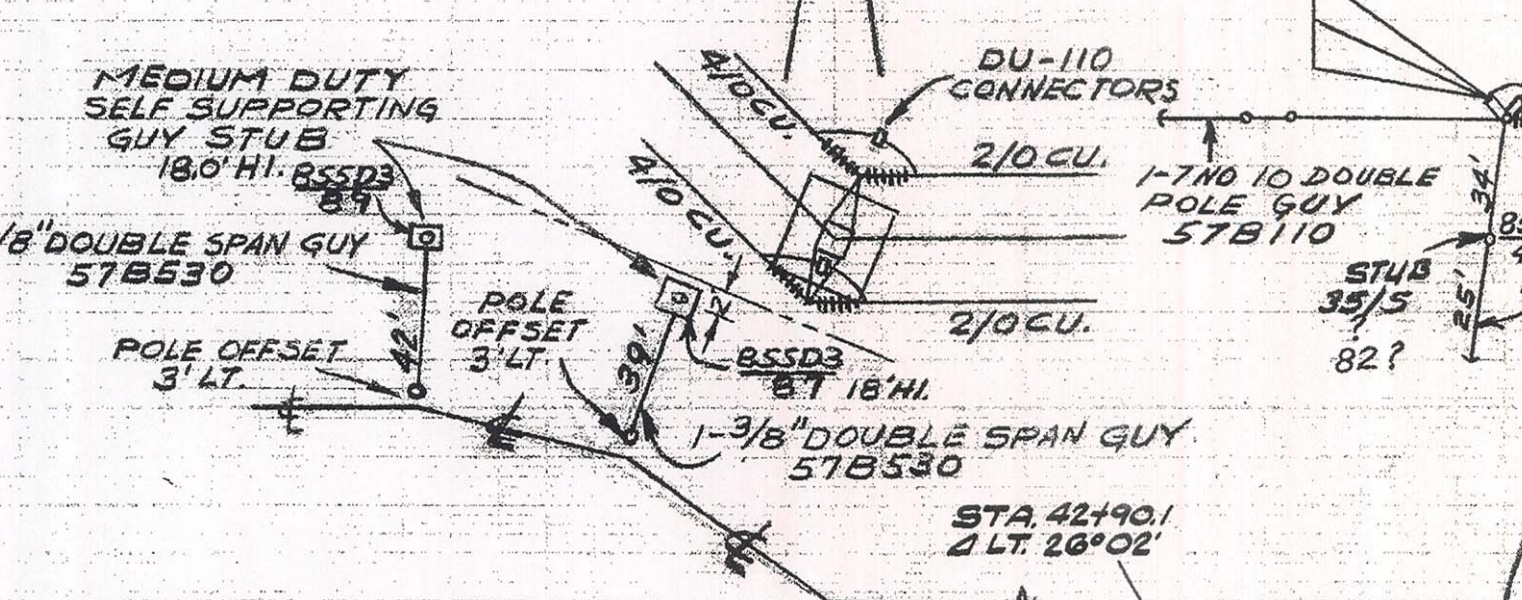 MEDIUM DUTY
SELF SUPPORTING
GUY STUB
18.0' HI.
BSSD3
89
/8" DOUBLE SPAN GUY
57B530
42'
POLE OFFSET
3' LT.
POLE
OFFSET
3' LT.
39'
2'
BSSD3
87
18' HI.
1-3/8" DOUBLE SPAN GUY
57B530
4/0 CU.
4/0 CU.
DU-110
CONNECTORS
2/0 CU.
2/0 CU.
1-7 NO 10 DOUBLE
POLE GUY
57B110
34'
25'
STUB
35/5
?
82?
STA. 42+90.1
Δ LT. 26°02'